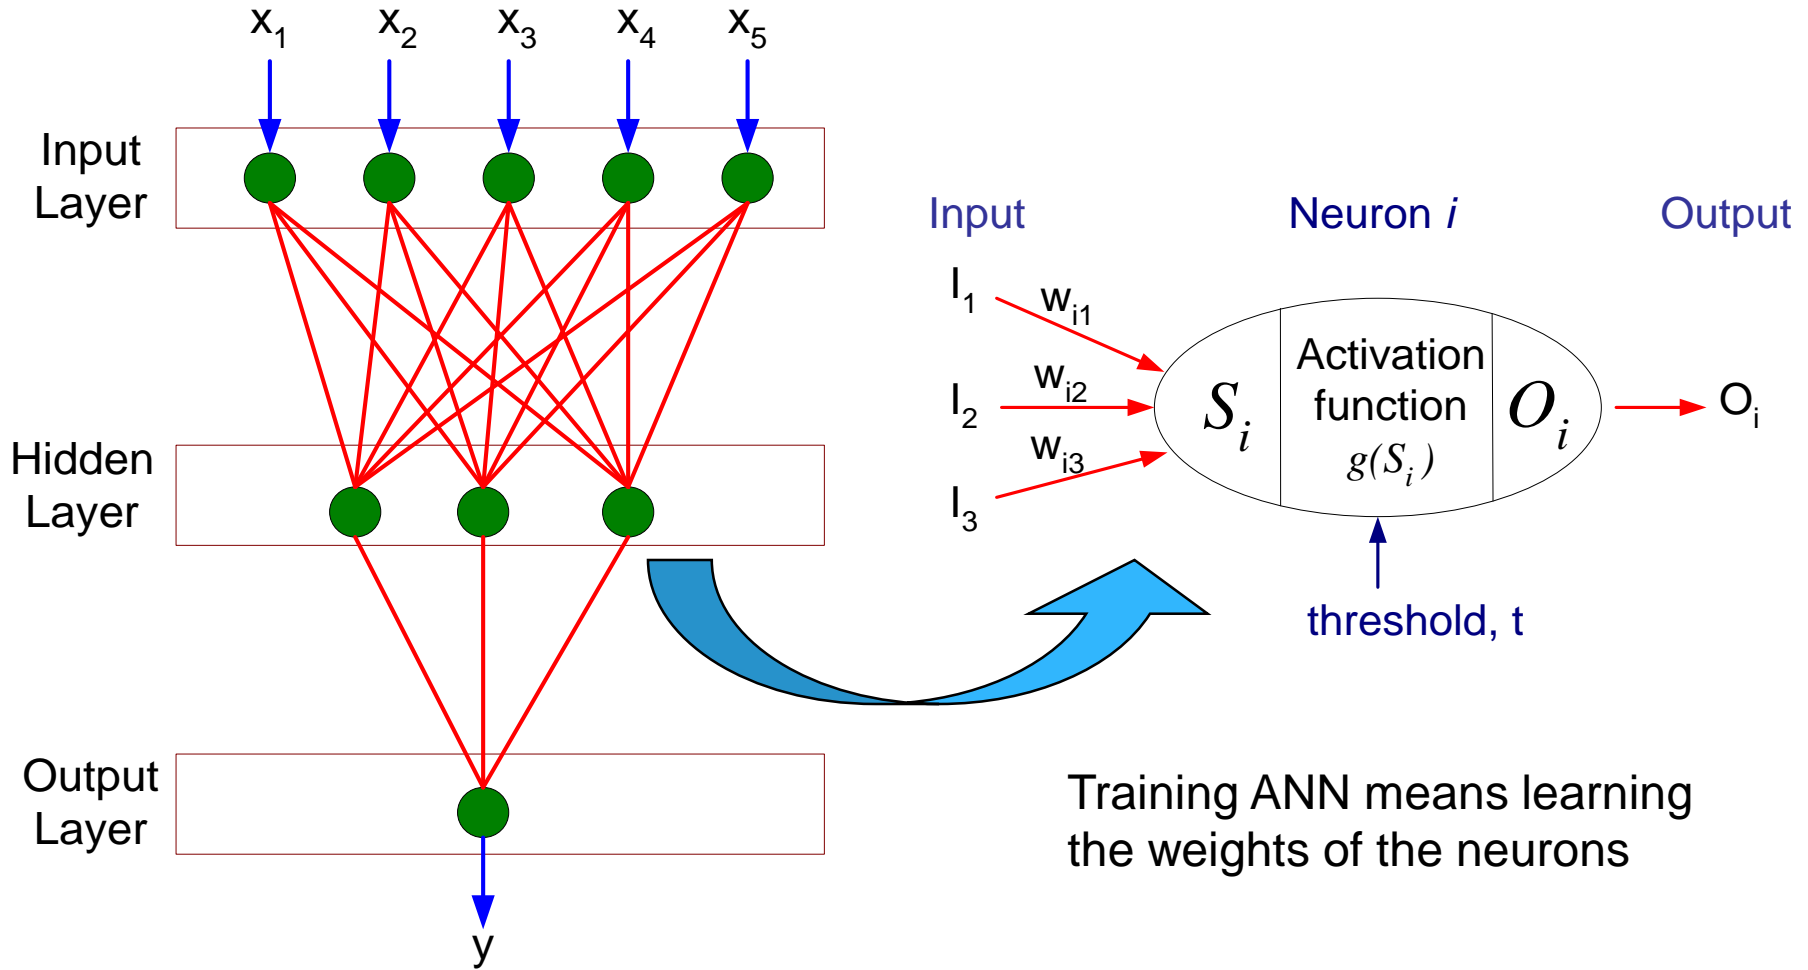 x1 x2 x3 x4 x5
Input
Layer
Hidden
Layer
Output
Layer
y
Input Neuron i Output
I1
wi1
I2
wi2
I3
wi3
Si
Activation
function
g(Si)
Oi
Oi
threshold, t
Training ANN means learning
the weights of the neurons